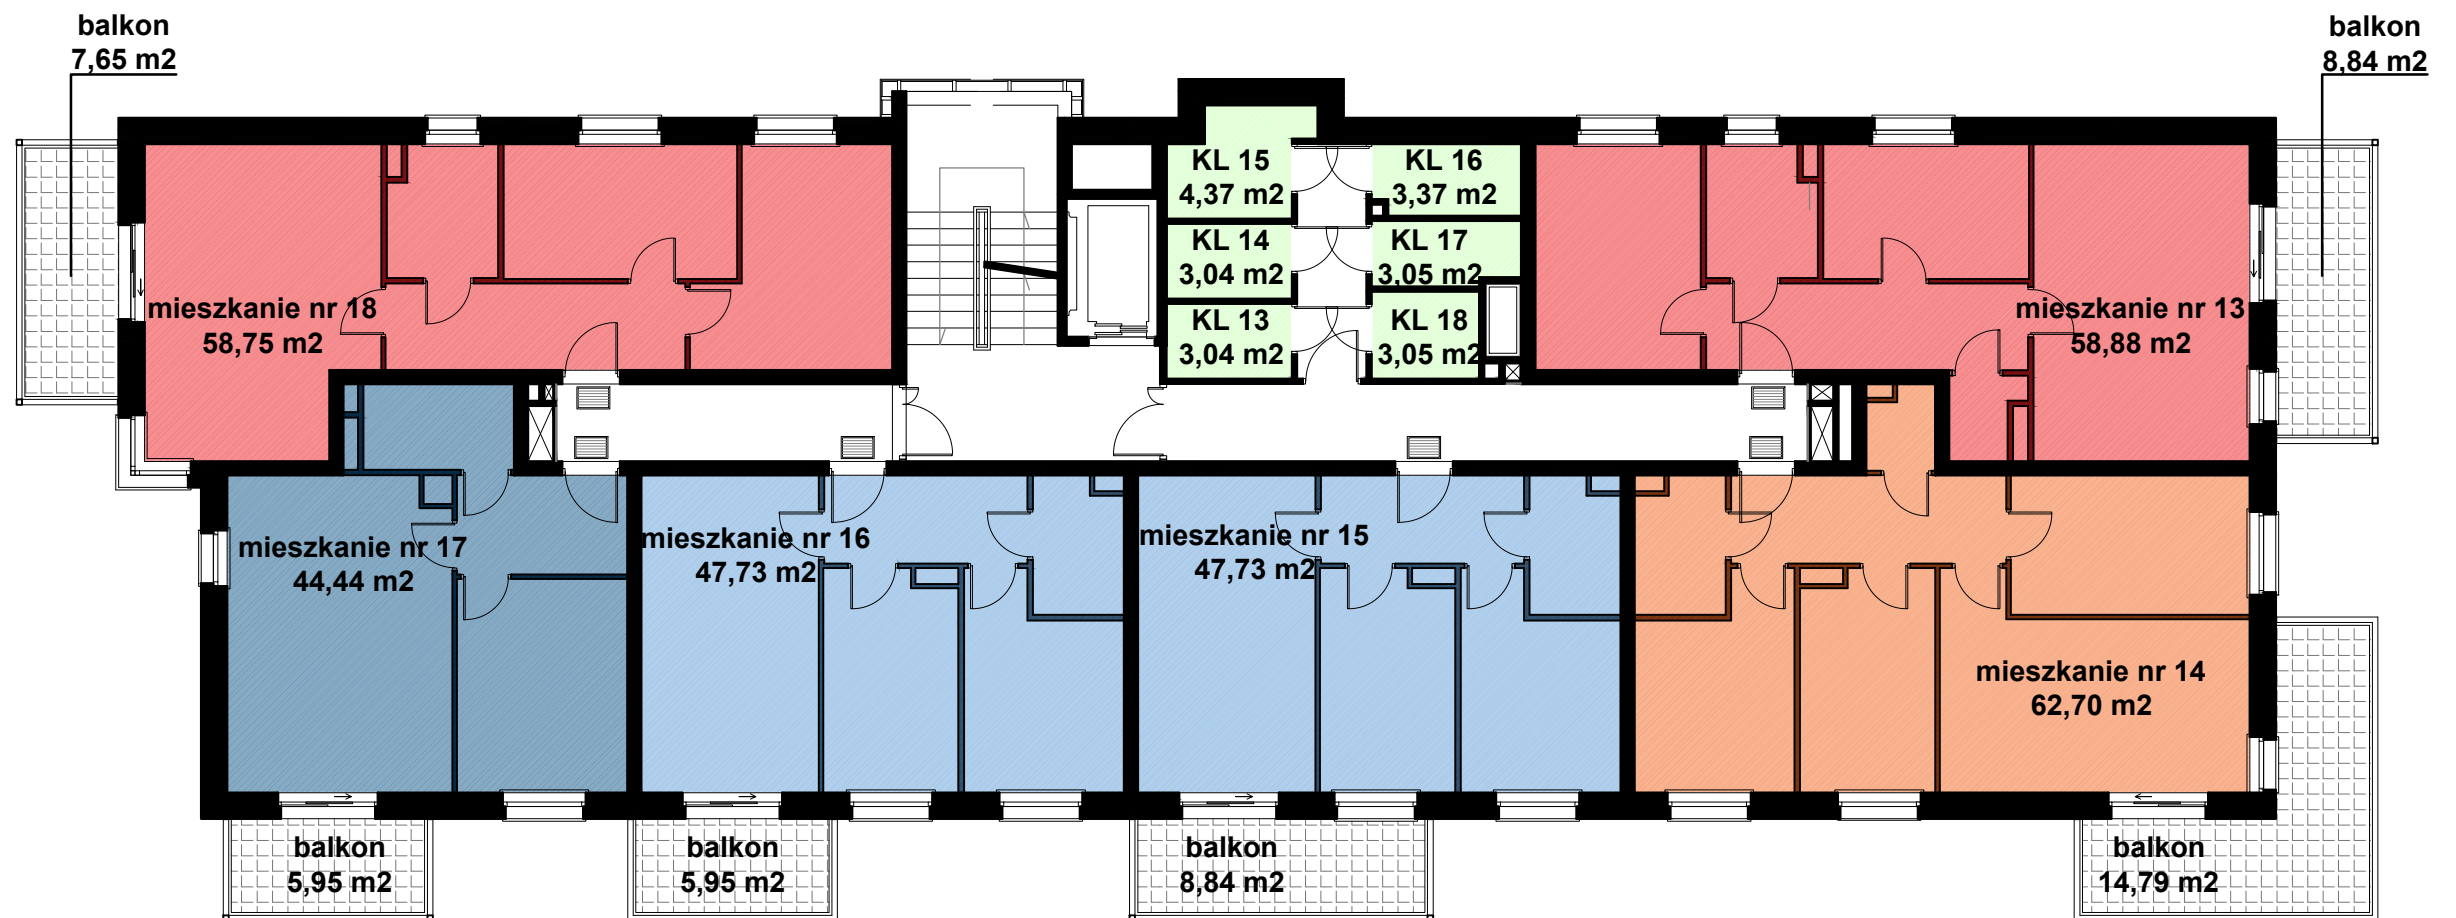 balkon
7,65 m2
balkon
8,84 m2
KL 15
4,37 m2
KL 16
3,37 m2
KL 14
3,04 m2
KL 17
3,05 m2
KL 13
3,04 m2
KL 18
3,05 m2
mieszkanie nr 18
58,75 m2
mieszkanie nr 13
58,88 m2
mieszkanie nr 17
44,44 m2
mieszkanie nr 16
47,73 m2
mieszkanie nr 15
47,73 m2
mieszkanie nr 14
62,70 m2
balkon
5,95 m2
balkon
5,95 m2
balkon
8,84 m2
balkon
14,79 m2